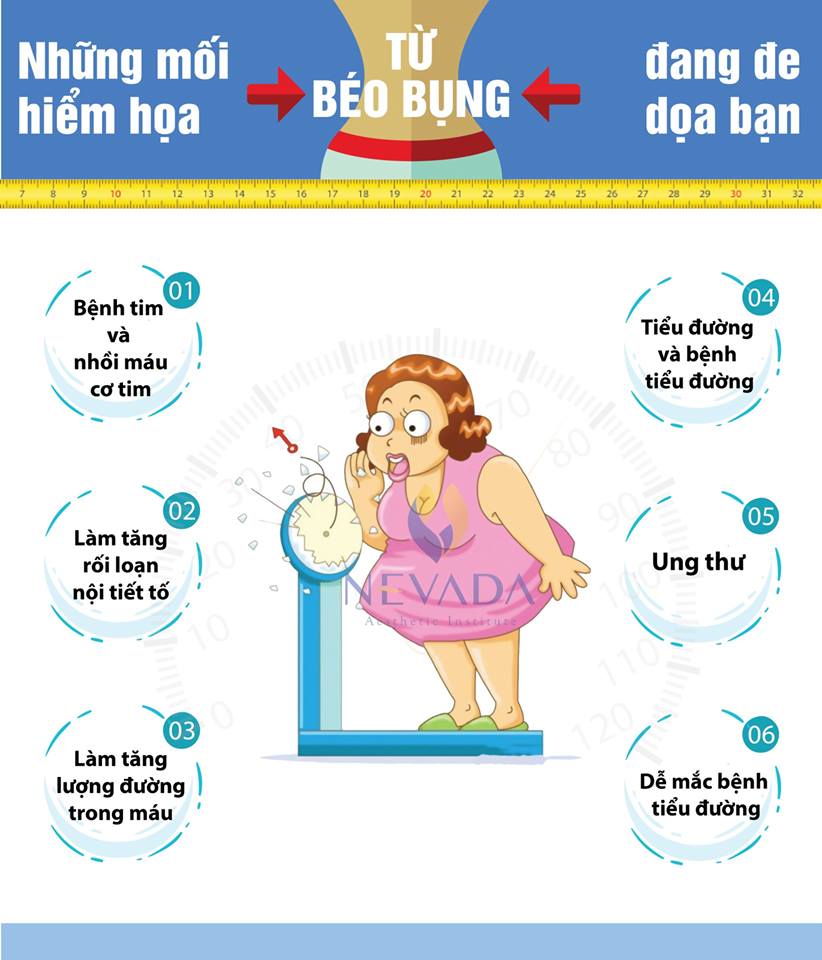 Những mối
hiểm họa
TỪ
BÉO BỤNG
đang đe
dọa bạn
7 8 9 10 11 12 13 14 15 16 17 18 19 20 21 22 23 24 25 26 27 28 29 30 31 32
01
Bệnh tim
và
nhồi máu
cơ tim
02
Làm tăng
rối loạn
nội tiết tố
03
Làm tăng
lượng đường
trong máu
04
Tiểu đường
và bệnh
tiểu đường
05
Ung thư
06
Dễ mắc bệnh
tiểu đường
10
20
30
40
70
80
90
100
110
120
NEVADA
Aesthetic Institute